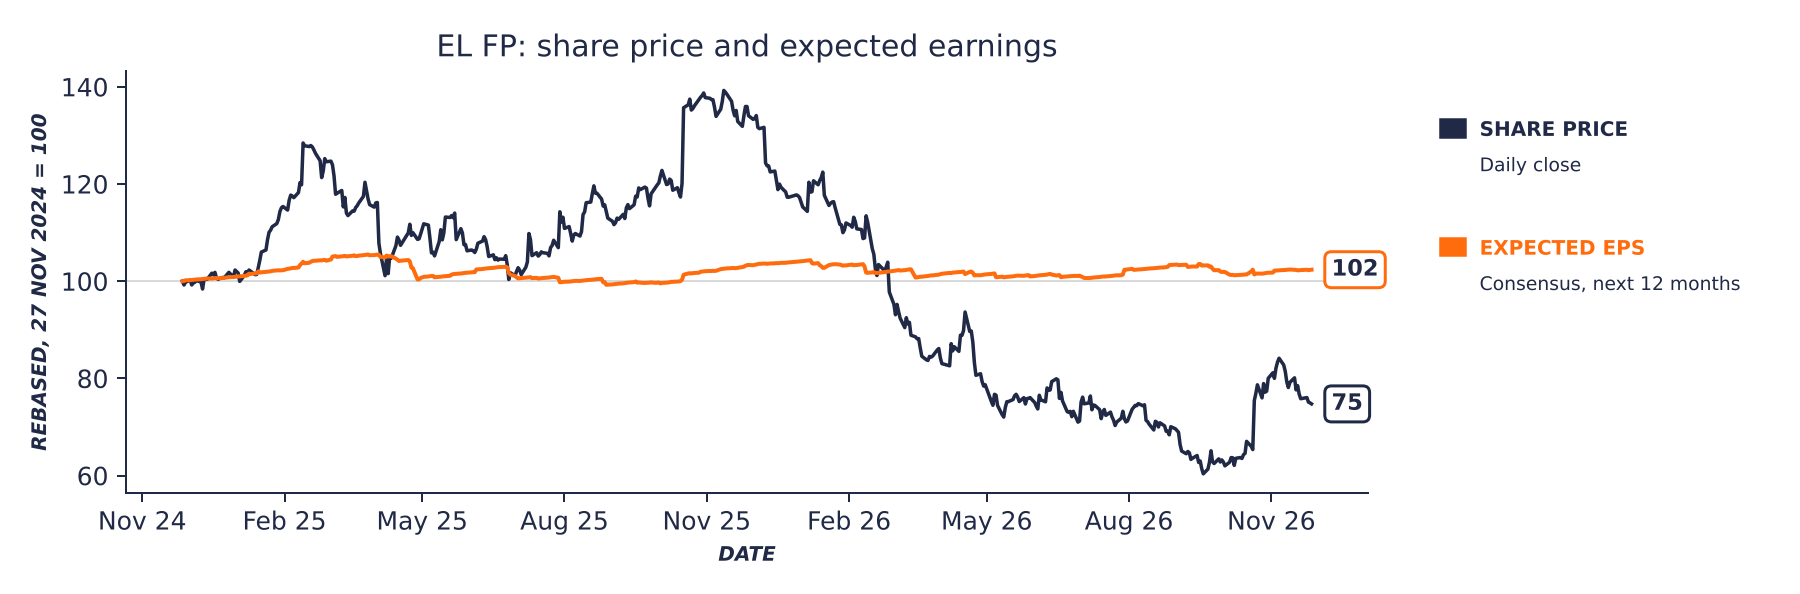 EL FP: share price and expected earnings
REBASED, 27 NOV 2024 = 100
140
120
100
80
60
Nov 24
Feb 25
May 25
Aug 25
Nov 25
Feb 26
May 26
Aug 26
Nov 26
DATE
102
75
SHARE PRICE
Daily close
EXPECTED EPS
Consensus, next 12 months